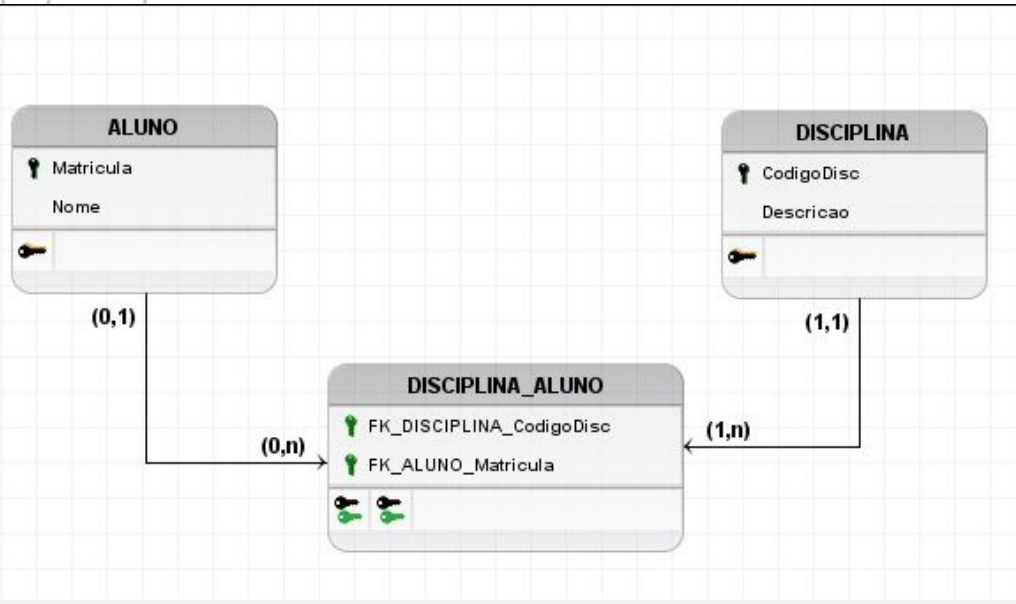 ALUNO
Matricula
Nome
(0,1)
DISCIPLINA
CodigoDisc
Descricao
(1,1)
DISCIPLINA_ALUNO
FK_DISCIPLINA_CodigoDisc
FK_ALUNO_Matricula
(0,n)
(1,n)